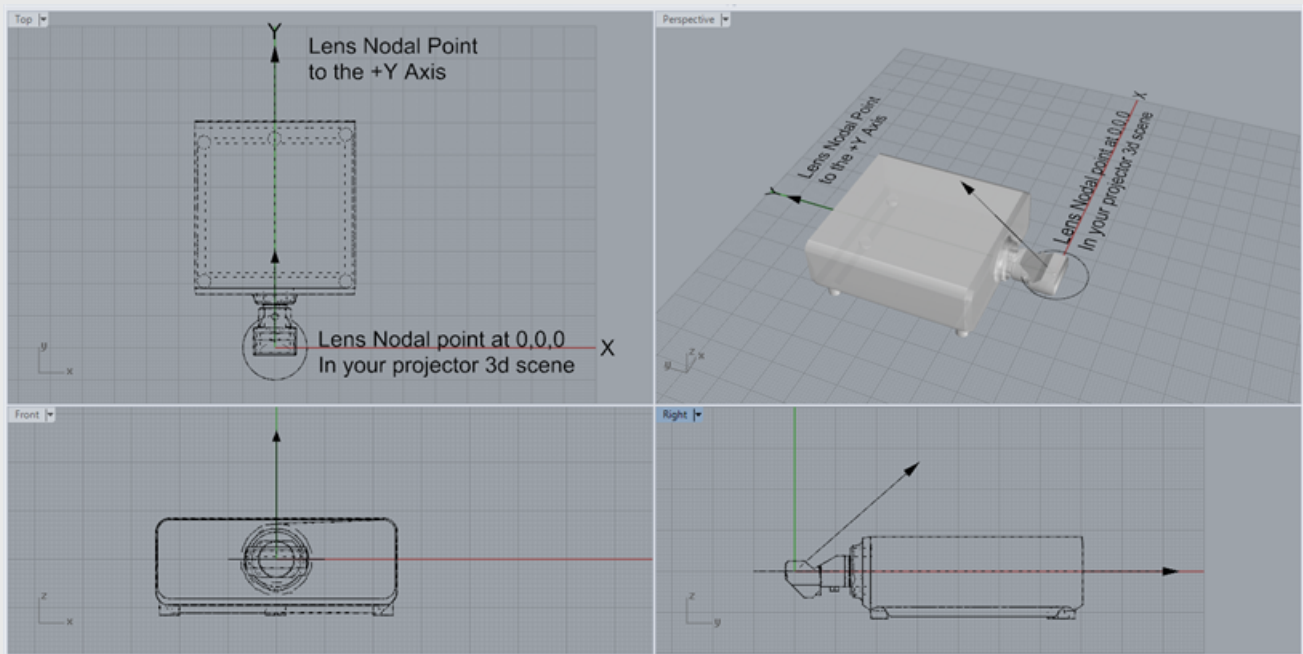 Top
Y
Lens Nodal Point
to the +Y Axis
Lens Nodal point at 0,0,0
In your projector 3d scene
X
y
x
Perspective
Lens Nodal Point
to the +Y Axis
Y
X
Lens Nodal point at 0,0,0
In your projector 3d scene
z
y
x
Front
z
x
Right
z
y